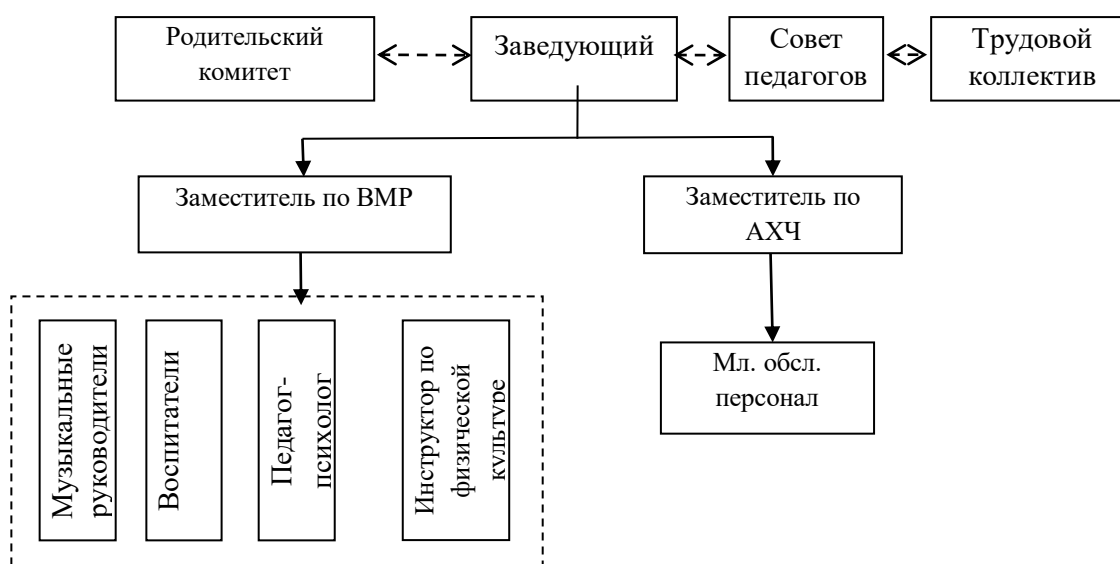 Родительский
комитет
Заведующий
Совет
педагогов
Трудовой
коллектив
Заместитель по ВМР
Заместитель по
АХЧ
Музыкальные
руководители
Воспитатели
Педагог-
психолог
Инструктор по
физической
культуре
Мл. обсл.
персонал